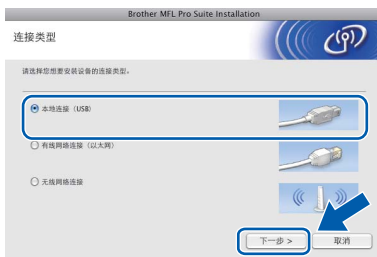 Brother MFL Pro Suite Installation
连接类型
请选择您想要安装设备的连接类型。
本地连接（USB）
有线网络连接（以太网）
无线网络连接
下一步 >
取消